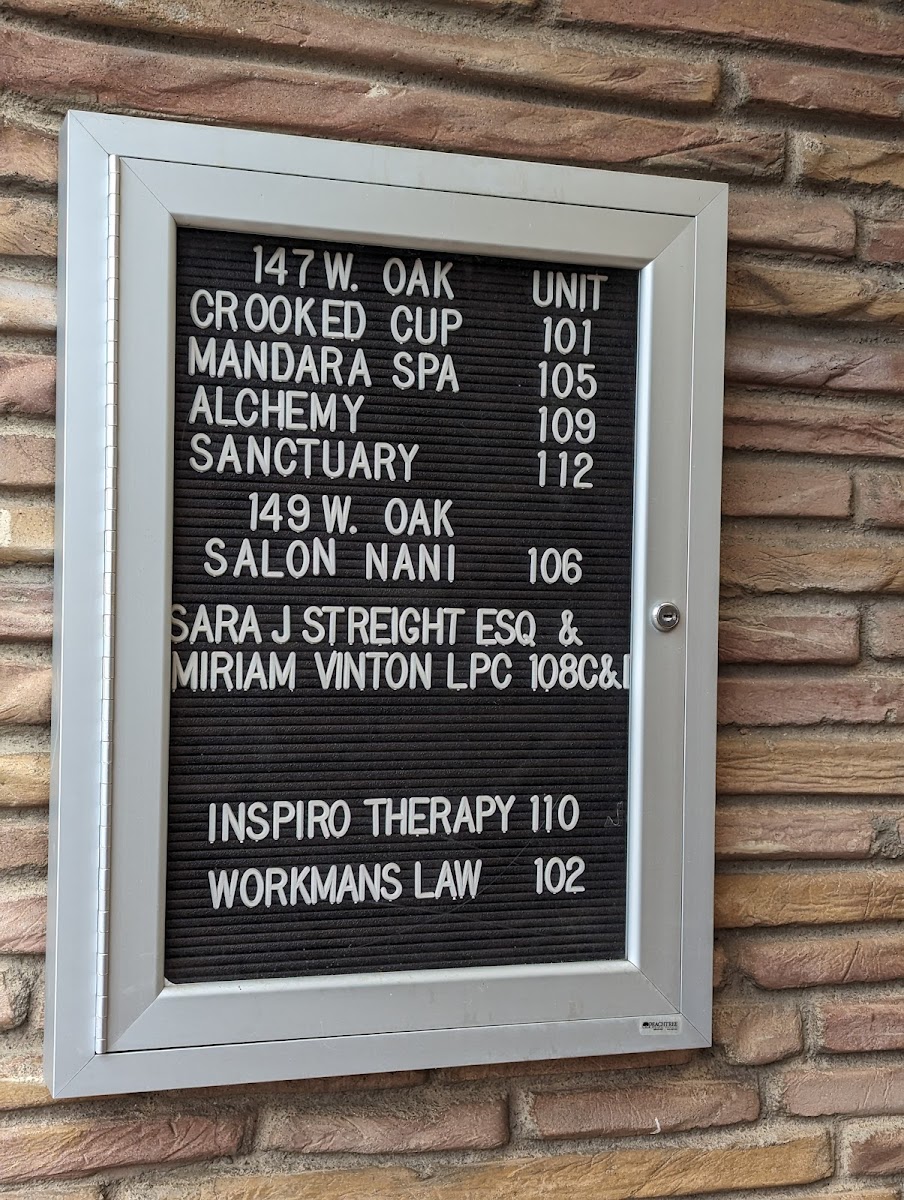 147 W. OAK UNIT
CROOKED CUP 101
MANDARA SPA 105
ALCHEMY 109
SANCTUARY 112
149 W. OAK
SALON NANI 106
SARA J STREIGHT ESQ &
MIRIAM VINTON LPC 108C&
INSPIRO THERAPY 110
WORKMANS LAW 102
PEACHTREE